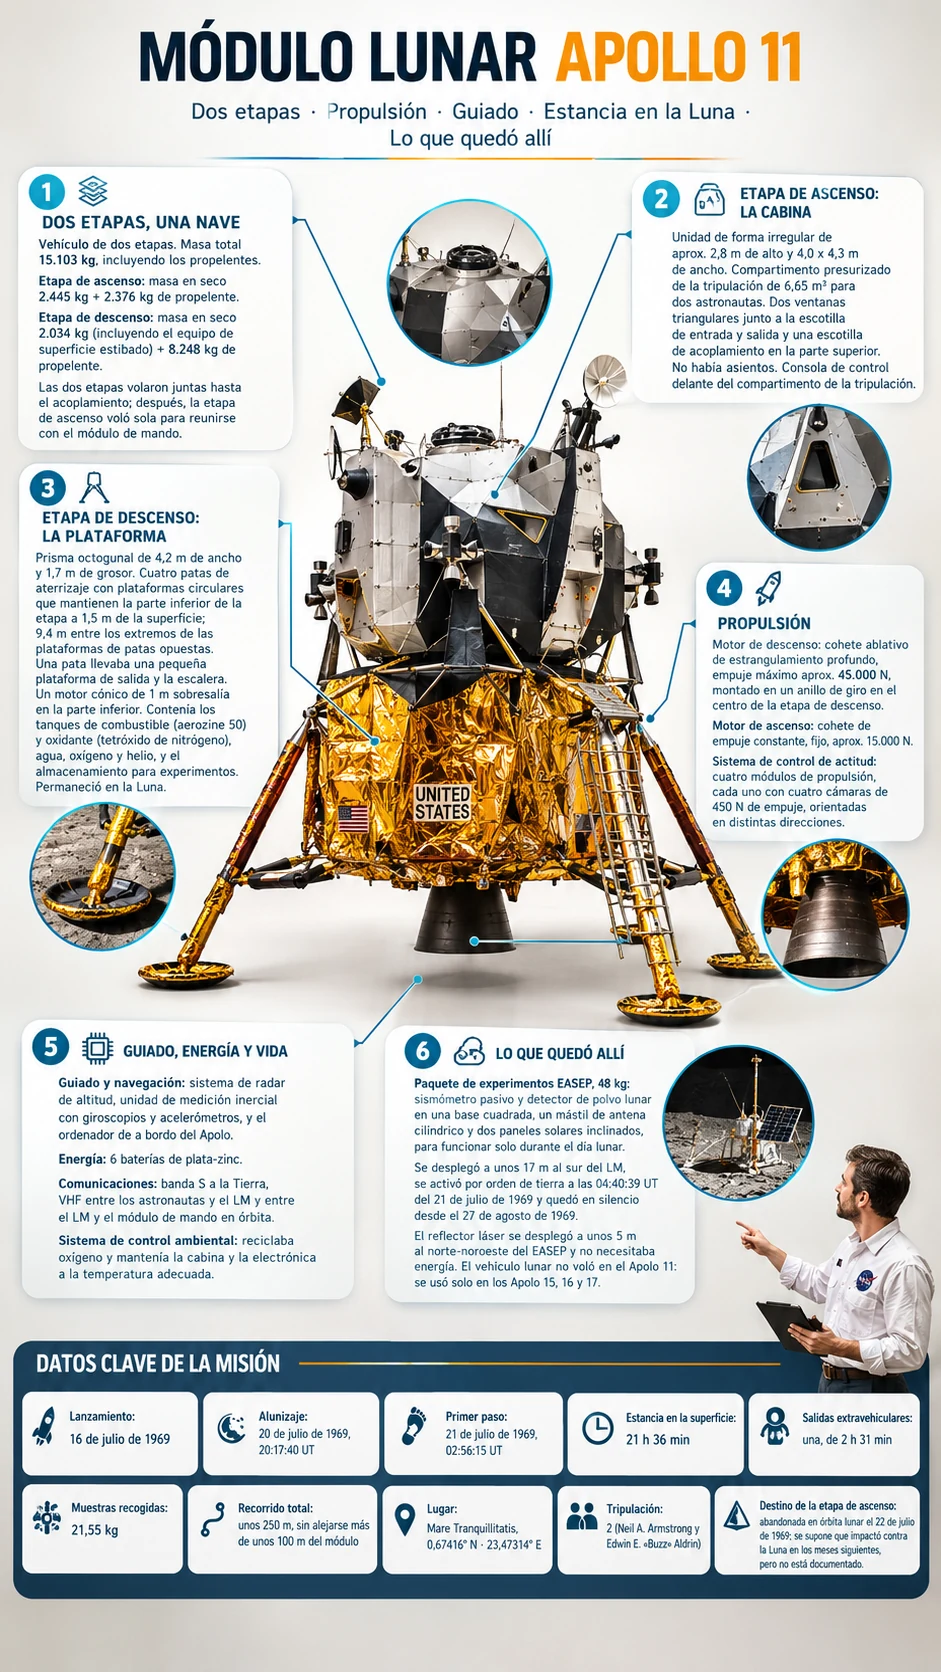 MÓDULO LUNAR APOLLO 11
Dos etapas · Propulsión · Guiado · Estancia en la Luna ·
Lo que quedó allí
1
DOS ETAPAS, UNA NAVE
Vehículo de dos etapas. Masa total
15.103 kg, incluyendo los propelentes.
Etapa de ascenso: masa en seco
2.445 kg + 2.376 kg de propelente.
Etapa de descenso: masa en seco
2.034 kg (incluyendo el equipo de
superficie estibado) + 8.248 kg de
propelente.
Las dos etapas volaron juntas hasta
el acoplamiento; después, la etapa
de ascenso voló sola para reunirse
con el módulo de mando.
2
ETAPA DE ASCENSO:
LA CABINA
Unidad de forma irregular de
aprox. 2,8 m de alto y 4,0 x 4,3 m
de ancho. Compartimento presurizado
de la tripulación de 6,65 m³ para
dos astronautas. Dos ventanas
triangulares junto a la escotilla
de entrada y salida y una escotilla
de acoplamiento en la parte superior.
No había asientos. Consola de control
delante del compartimento de la tripulación.
3
ETAPA DE DESCENSO:
LA PLATAFORMA
Prisma octogunal de 4,2 m de ancho
y 1,7 m de grosor. Cuatro patas de
aterrizaje con plataformas circulares
que mantienen la parte inferior de la
etapa a 1,5 m de la superficie;
9,4 m entre los extremos de las
plataformas de patas opuestas.
Una pata llevaba una pequeña
plataforma de salida y la escalera.
Un motor cónico de 1 m sobresalía
en la parte inferior. Contenía los
tanques de combustible (aerozine 50)
y oxidante (tetróxido de nitrógeno),
agua, oxígeno y helio, y el
almacenamiento para experimentos.
Permaneció en la Luna.
4
PROPULSIÓN
Motor de descenso: cohete ablativo
de estrangulamiento profundo,
empuje máximo aprox. 45.000 N,
montado en un anillo de giro en el
centro de la etapa de descenso.
Motor de ascenso: cohete de
empuje constante, fijo, aprox. 15.000 N.
Sistema de control de actitud:
cuatro módulos de propulsión,
cada uno con cuatro cámaras de
450 N de empuje, orientadas
en distintas direcciones.
UNITED
STATES
5
GUIADO, ENERGÍA Y VIDA
Guiado y navegación: sistema de radar
de altitud, unidad de medición inercial
con giroscopios y acelerómetros, y el
ordenador de a bordo del Apolo.
Energía: 6 baterías de plata-zinc.
Comunicaciones: banda S a la Tierra,
VHF entre los astronautas y el LM y entre
el LM y el módulo de mando en órbita.
Sistema de control ambiental: reciclaba
oxígeno y mantenía la cabina y la electrónica
a la temperatura adecuada.
6
LO QUE QUEDÓ ALLÍ
Paquete de experimentos EASEP, 48 kg:
sismómetro pasivo y detector de polvo lunar
en una base cuadrada, un mástil de antena
cilíndrico y dos paneles solares inclinados,
para funcionar solo durante el día lunar.
Se desplegó a unos 17 m al sur del LM,
se activó por orden de tierra a las 04:40:39 UT
del 21 de julio de 1969 y quedó en silencio
desde el 27 de agosto de 1969.
El reflector láser se desplegó a unos 5 m
al norte-noroeste del EASEP y no necesitaba
energía. El vehiculo lunar no voló en el Apolo 11:
se usó solo en los Apolo 15, 16 y 17.
NASA
DATOS CLAVE DE LA MISIÓN
Lanzamiento:
16 de julio de 1969
Alunizaje:
20 de julio de 1969,
20:17:40 UT
Primer paso:
21 de julio de 1969,
02:56:15 UT
Estancia en la superficie:
21 h 36 min
Salidas extravehiculares:
una, de 2 h 31 min
Muestras recogidas:
21,55 kg
Recorrido total:
unos 250 m, sin alejarse más
de unos 100 m del módulo
Lugar:
Mare Tranquillitatis,
0,67416° N · 23,47314° E
Tripulación:
2 (Neil A. Armstrong y
Edwin E. «Buzz» Aldrin)
Destino de la etapa de ascenso:
abandonada en órbita lunar el 22 de julio
de 1969; se supone que impactó contra
la Luna en los meses siguientes,
pero no está documentado.